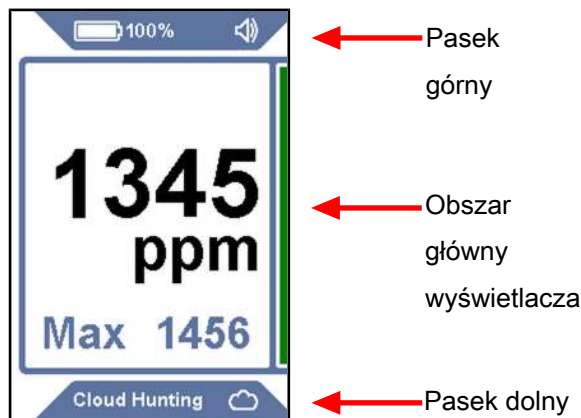 100%
Pasek
górny
1345
ppm
Obszar
główny
wyświetlacza
Max 1456
Cloud Hunting
Pasek dolny